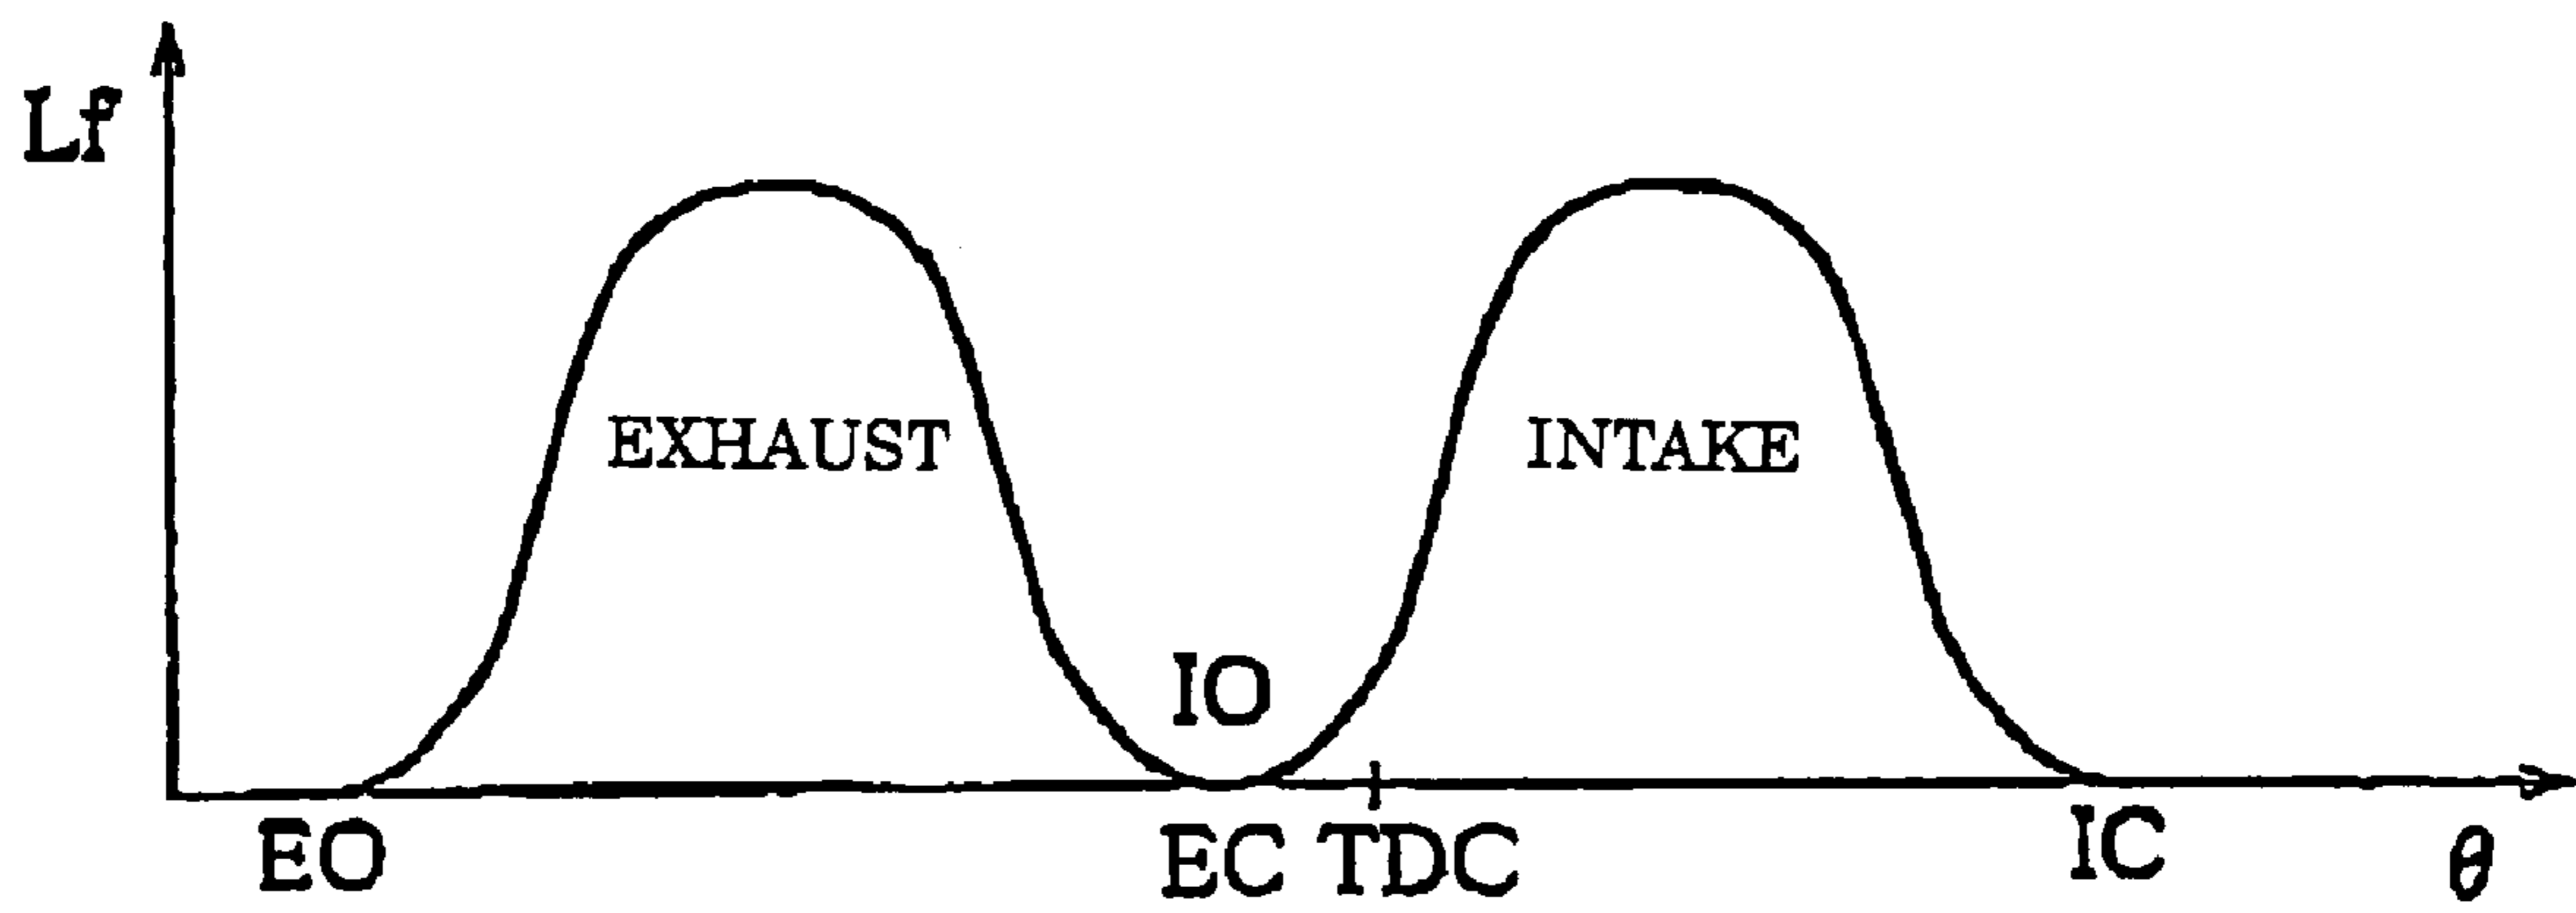 Lf
EXHAUST INTAKE
IO
EO EC TDC IC θ